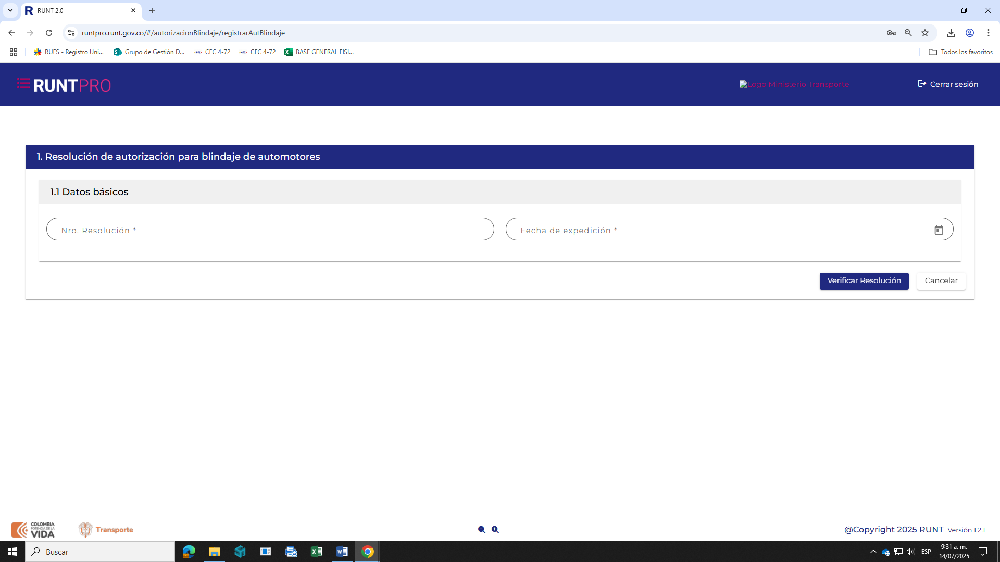 RUNT 2.0
runtpro.runt.gov.co/#/autorizacionBlindaje/registrarAutBlindaje
RUES - Registro Uni...
Grupo de Gestión D...
CEC 4-72
CEC 4-72
BASE GENERAL FISI...
Todos los favoritos
RUNTPRO
Logo Ministerio Transporte
Cerrar sesión
1. Resolución de autorización para blindaje de automotores
1.1 Datos básicos
Nro. Resolución *
Fecha de expedición *
Verificar Resolución
Cancelar
COLOMBIA
POTENCIA DE LA
VIDA
Transporte
@Copyright 2025 RUNT Versión 1.2.1
Buscar
ESP
9:31 a. m.
14/07/2025